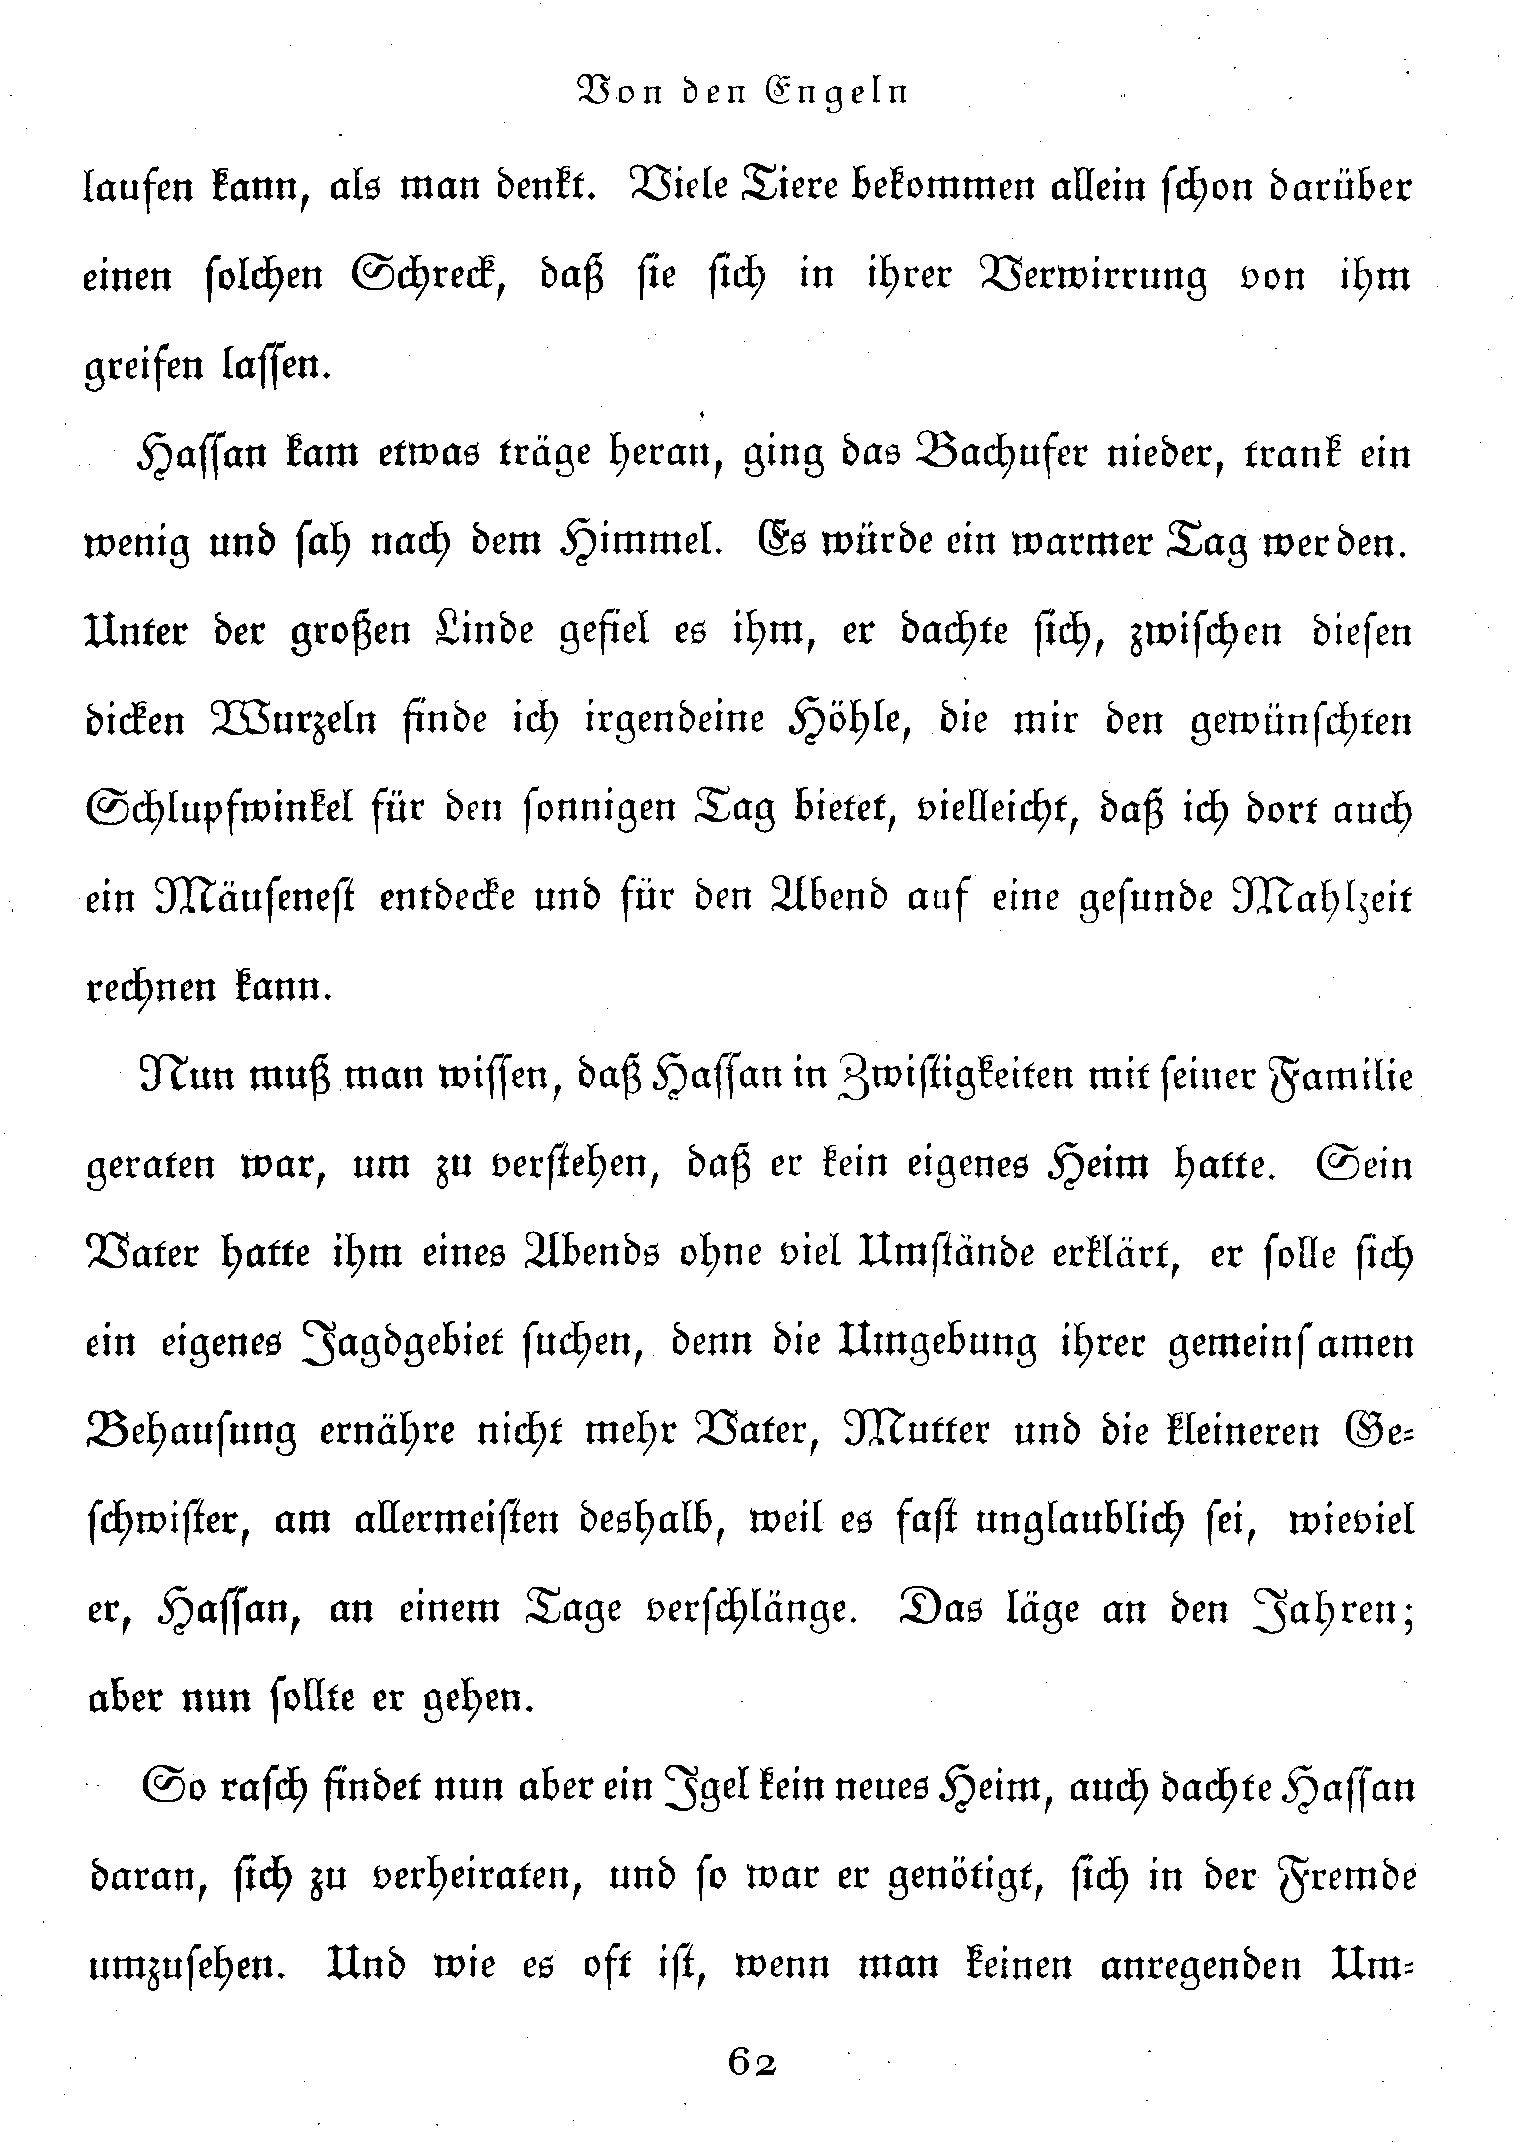 Von den Engeln
laufen kann, als man denkt. Viele Tiere bekommen allein schon darüber
einen solchen Schreck, daß sie sich in ihrer Verwirrung von ihm
greifen lassen.
Hassan kam etwas träge heran, ging das Bachufer nieder, trank ein
wenig und sah nach dem Himmel. Es würde ein warmer Tag werden.
Unter der großen Linde gefiel es ihm, er dachte sich, zwischen diesen
dicken Wurzeln finde ich irgendeine Höhle, die mir den gewünschten
Schlupfwinkel für den sonnigen Tag bietet, vielleicht, daß ich dort auch
ein Mäusenest entdecke und für den Abend auf eine gesunde Mahlzeit
rechnen kann.
Nun muß man wissen, daß Hassan in Zwistigkeiten mit seiner Familie
geraten war, um zu verstehen, daß er kein eigenes Heim hatte. Sein
Vater hatte ihm eines Abends ohne viel Umstände erklärt, er solle sich
ein eigenes Jagdgebiet suchen, denn die Umgebung ihrer gemeinsamen
Behausung ernähre nicht mehr Vater, Mutter und die kleineren Ge-
schwister, am allermeisten deshalb, weil es fast unglaublich sei, wieviel
er, Hassan, an einem Tage verschlänge. Das läge an den Jahren;
aber nun sollte er gehen.
So rasch findet nun aber ein Igel kein neues Heim, auch dachte Hassan
daran, sich zu verheiraten, und so war er genötigt, sich in der Fremde
umzusehen. Und wie es oft ist, wenn man keinen anregenden Um-
62